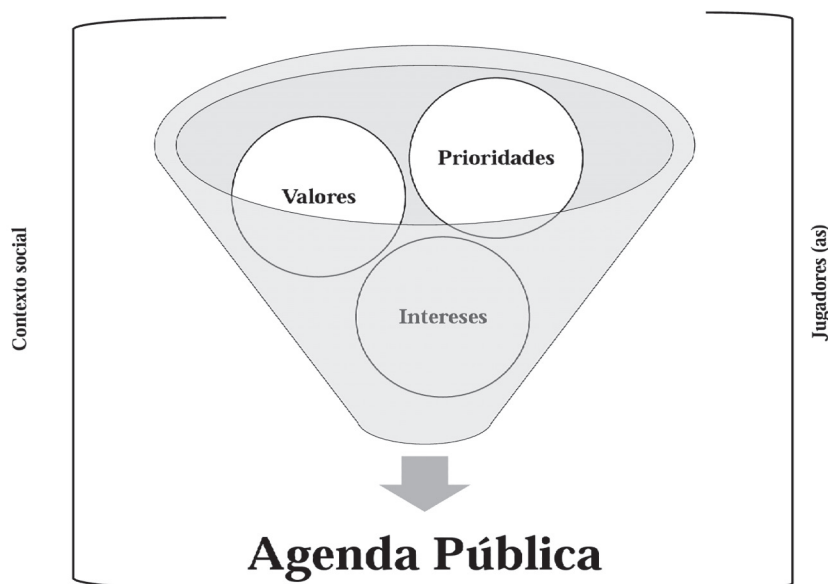 Prioridades
Valores
Intereses
Contexto social
Jugadores (as)
Agenda Pública